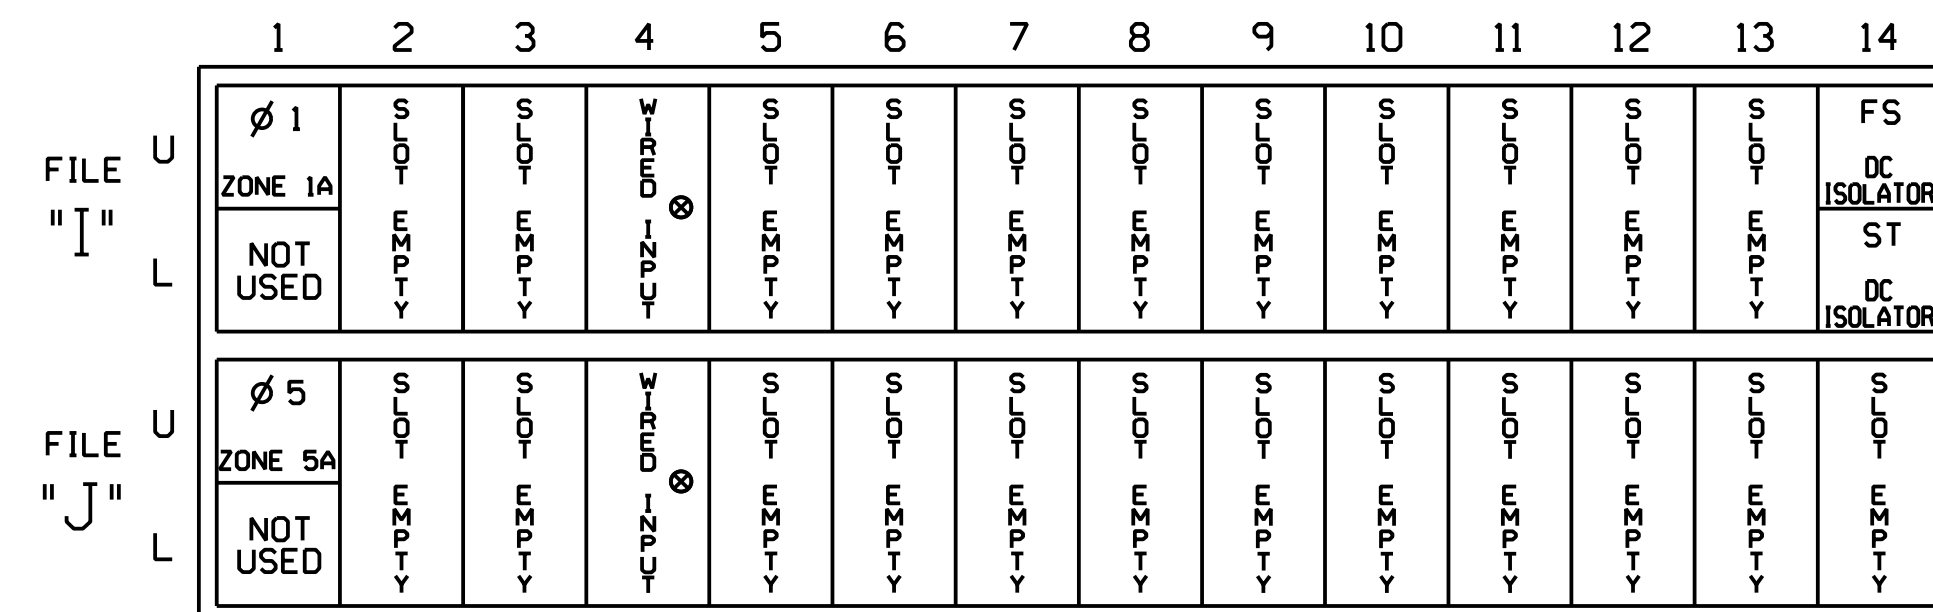 1 2 3 4 5 6 7 8 9 10 11 12 13 14
FILE
"I"
U
L
Ø 1
ZONE 1A
NOT
USED
SLOT EMPTY
SLOT EMPTY
WIRED INPUT
SLOT EMPTY
SLOT EMPTY
SLOT EMPTY
SLOT EMPTY
SLOT EMPTY
SLOT EMPTY
SLOT EMPTY
SLOT EMPTY
SLOT EMPTY
FS
DC
ISOLATOR
ST
DC
ISOLATOR
FILE
"J"
U
L
Ø 5
ZONE 5A
NOT
USED
SLOT EMPTY
SLOT EMPTY
WIRED INPUT
SLOT EMPTY
SLOT EMPTY
SLOT EMPTY
SLOT EMPTY
SLOT EMPTY
SLOT EMPTY
SLOT EMPTY
SLOT EMPTY
SLOT EMPTY
SLOT EMPTY